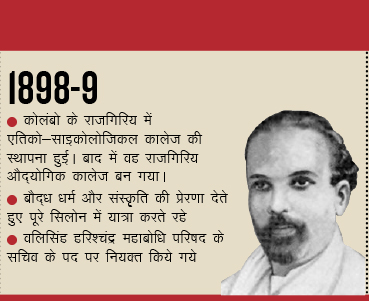 1898-9
● कोलंबो के राजगिरिय में
एतिको–साइकोलोजिकल कालेज की
स्थापना हुई। बाद में वह राजगिरिय
औद्योगिक कालेज बन गया।
● बौद्ध धर्म और संस्कृति की प्रेरणा देते
हुए पूरे सिलोन में यात्रा करते रहे
● वलिसिंह हरिश्चंद्र महाबोधि परिषद के
सचिव के पद पर नियक्त किये गये